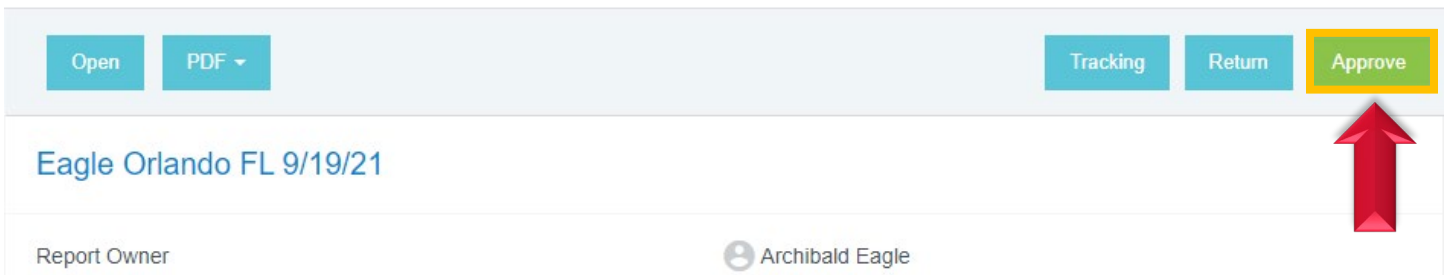 Open PDF Tracking Return Approve
Eagle Orlando FL 9/19/21
Report Owner Archibald Eagle